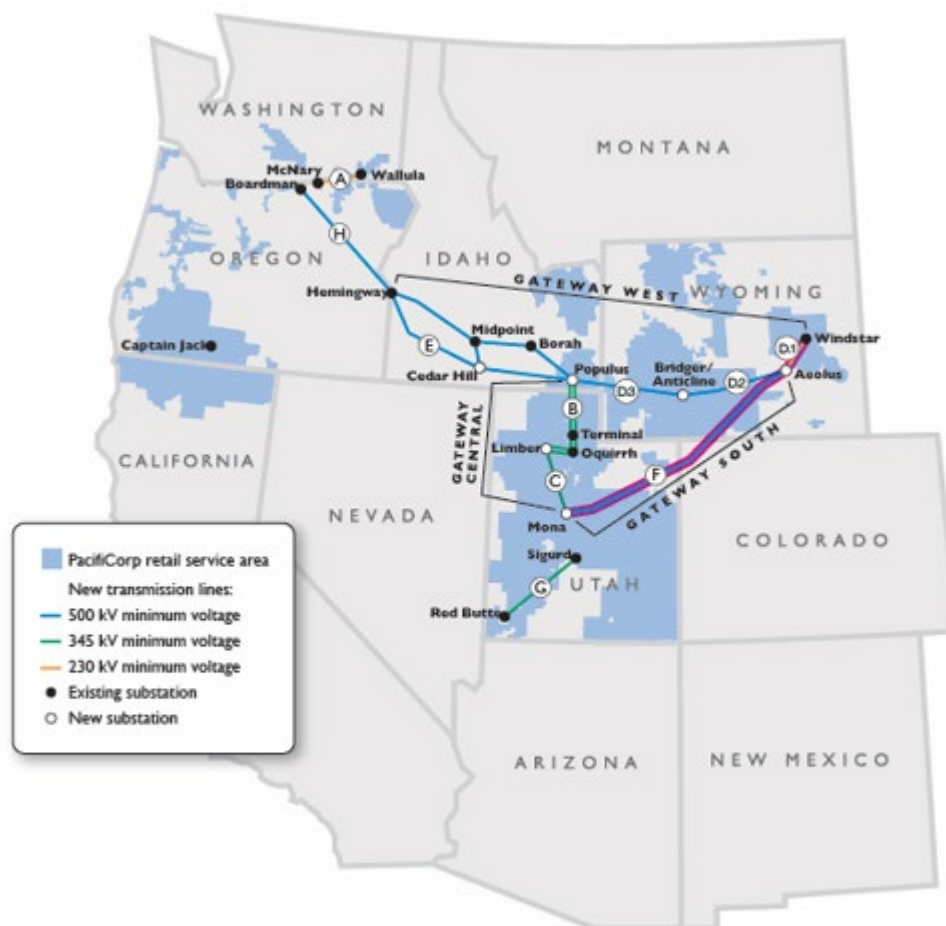 WASHINGTON
MONTANA
McNary
A
Wallula
Boardman
H
OREGON
IDAHO
GATEWAY WEST
WYOMING
Hemingway
Midpoint
Windstar
Captain Jack
E
Borah
D.1
Cedar Hill
Populus
Bridger/
Anticline
D2
Aeolus
D3
B
GATEWAY
CENTRAL
Terminal
Limber
Oquirrh
CALIFORNIA
C
F
GATEWAY SOUTH
NEVADA
Mona
COLORADO
Sigurd
UTAH
G
Red Butte
PacifiCorp retail service area
New transmission lines:
500 kV minimum voltage
345 kV minimum voltage
230 kV minimum voltage
Existing substation
New substation
ARIZONA
NEW MEXICO